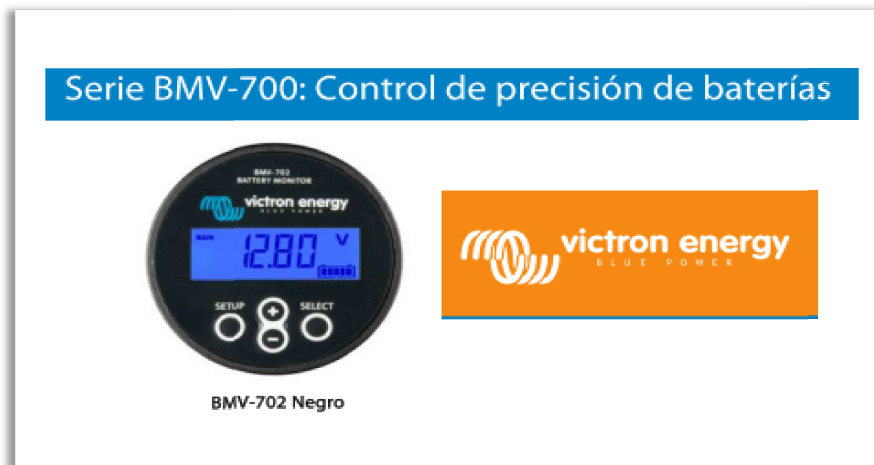 Serie BMV-700: Control de precisión de baterías
BMV-702
BATTERY MONITOR
victron energy
BLUE POWER
MAIN
12.80 V
SETUP
+
SELECT
-
victron energy
BLUE POWER
BMV-702 Negro